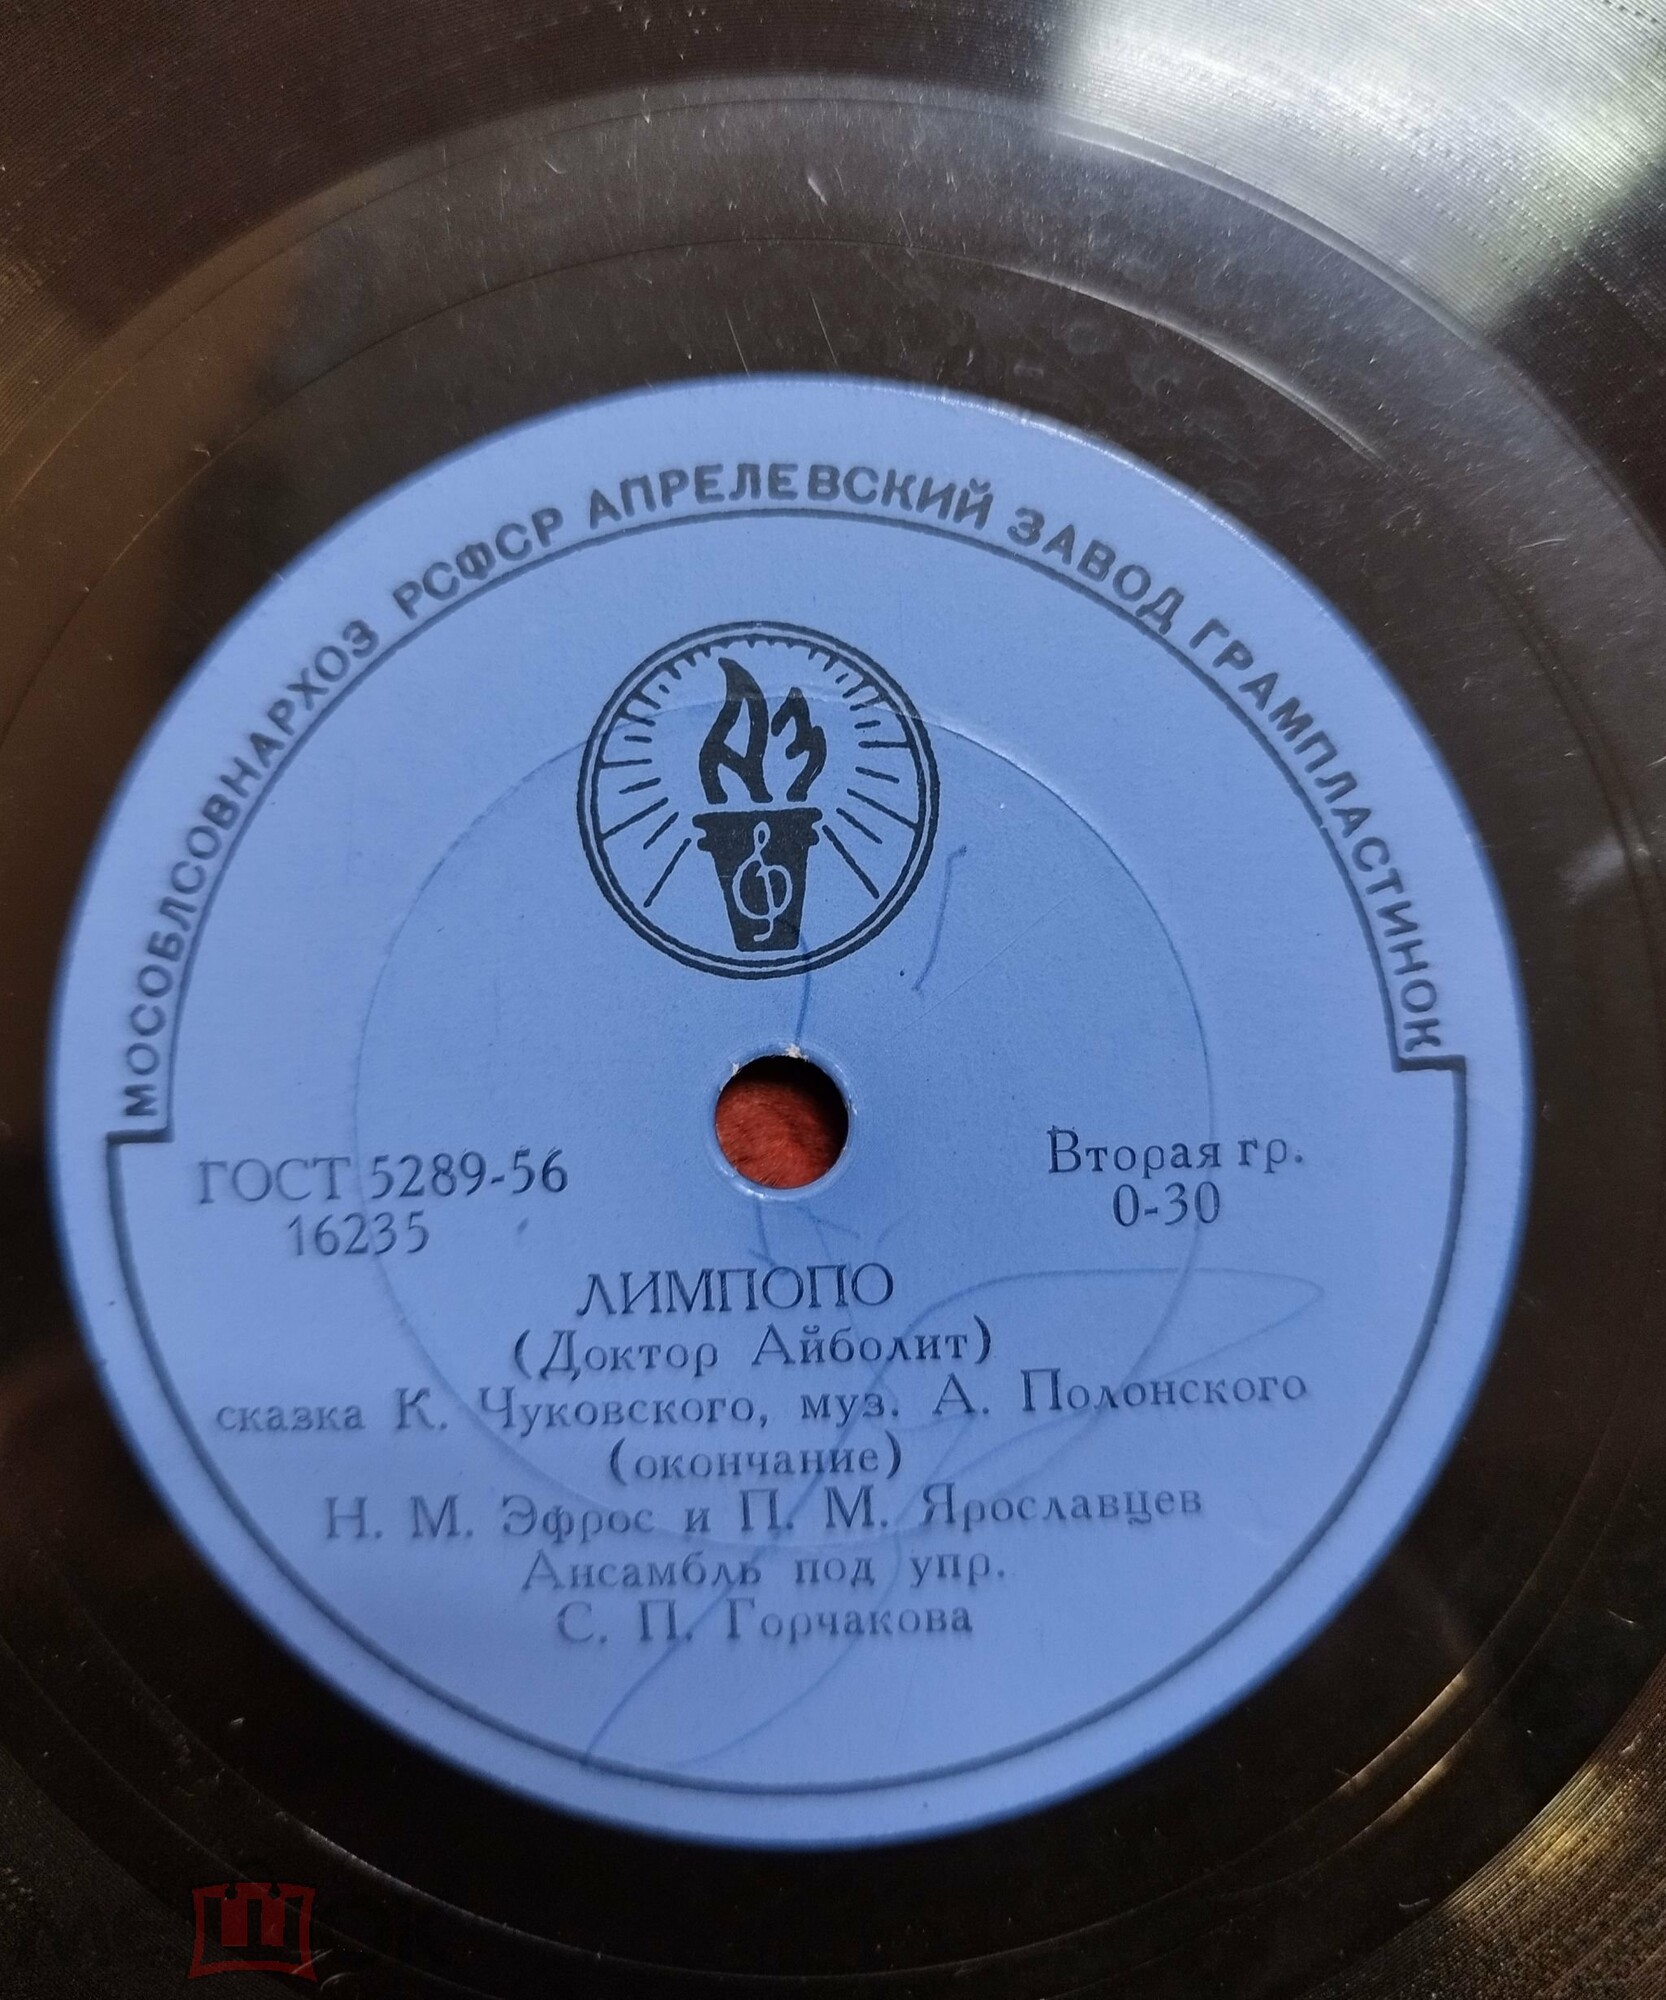 МОСОБЛСОВНАРХОЗ РСФСР АПРЕЛЕВСКИЙ ЗАВОД ГРАМПЛАСТИНОК
АЗ
ГОСТ 5289-56
16235
Вторая гр.
0-30
ЛИМПОПО
(Доктор Айболит)
сказка К. Чуковского, муз. А. Полонского
(окончание)
Н. М. Эфрос и П. М. Ярославцев
Ансамбль под упр.
С. П. Горчакова